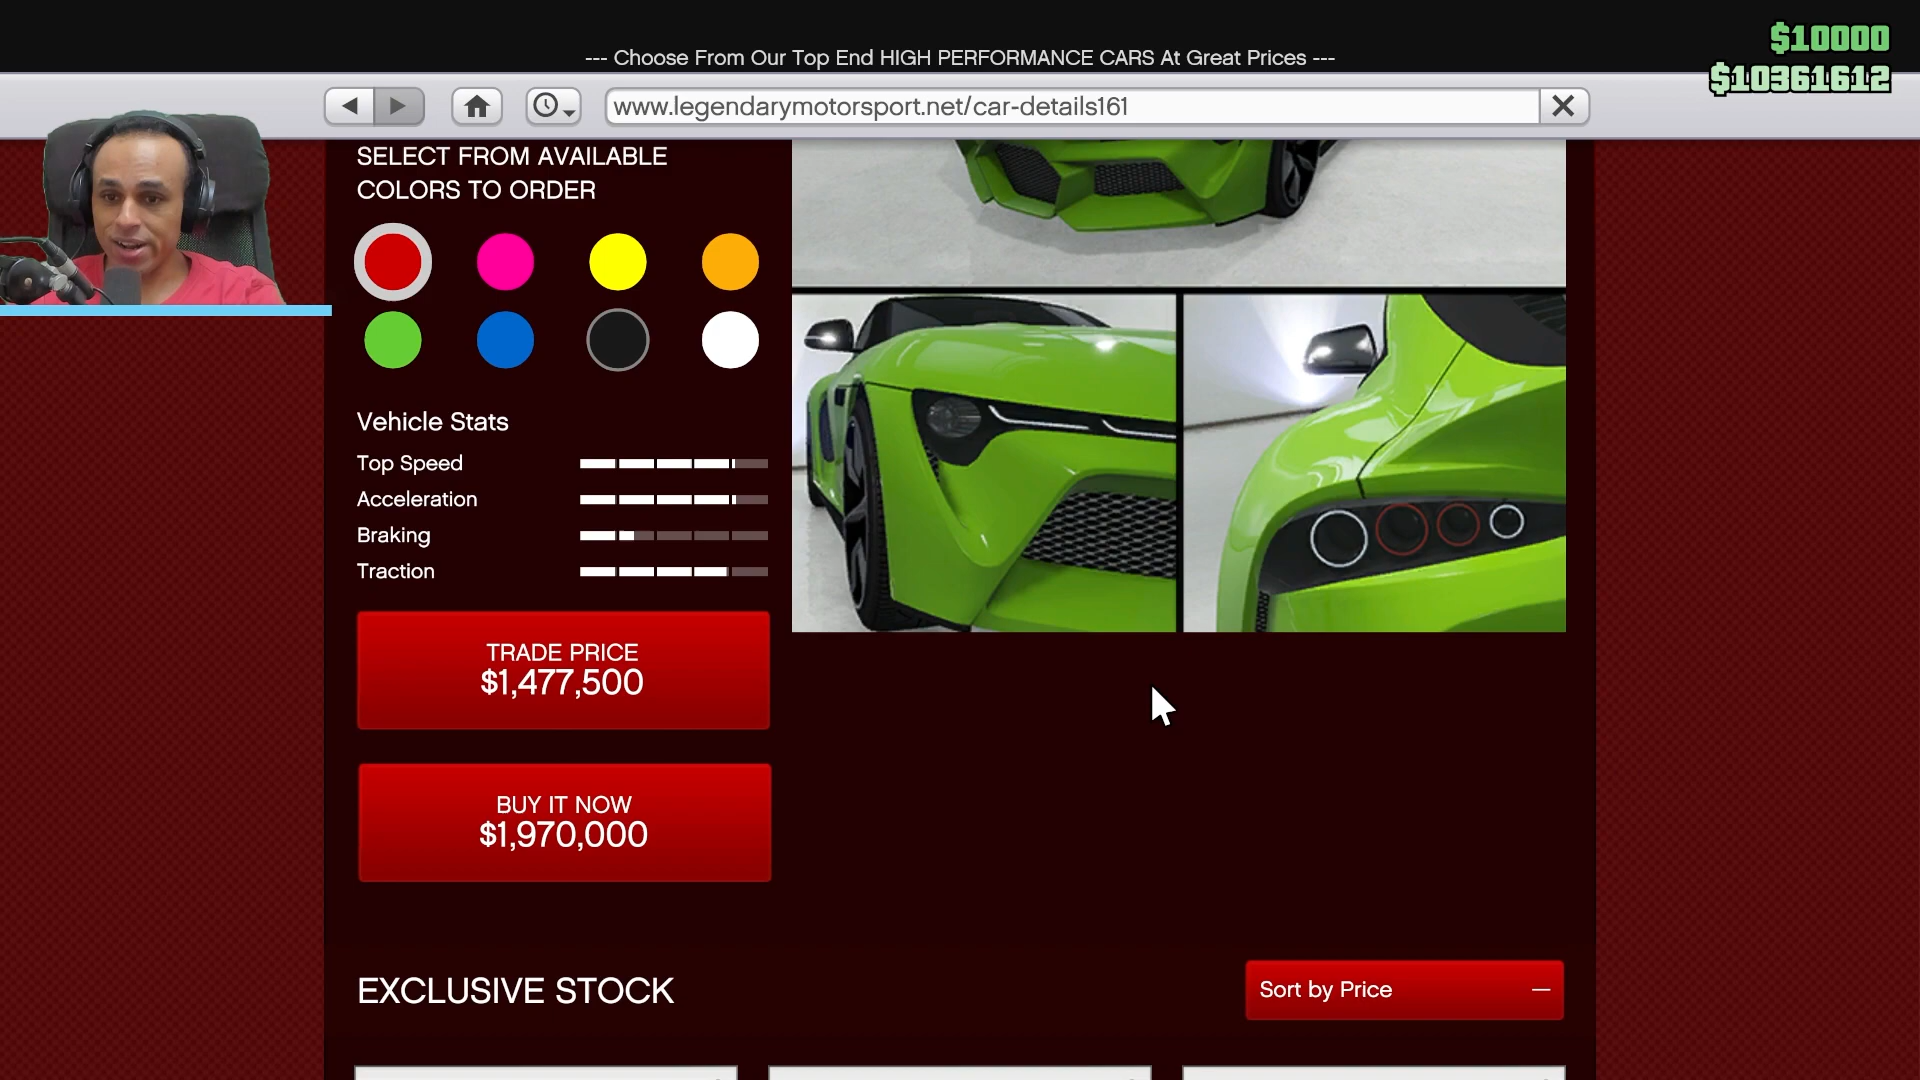 $10000
--- Choose From Our Top End HIGH PERFORMANCE CARS At Great Prices ---
$10361612
www.legendarymotorsport.net/car-details161
SELECT FROM AVAILABLE
COLORS TO ORDER
Vehicle Stats
Top Speed
Acceleration
Braking
Traction
TRADE PRICE
$1,477,500
BUY IT NOW
$1,970,000
EXCLUSIVE STOCK
Sort by Price